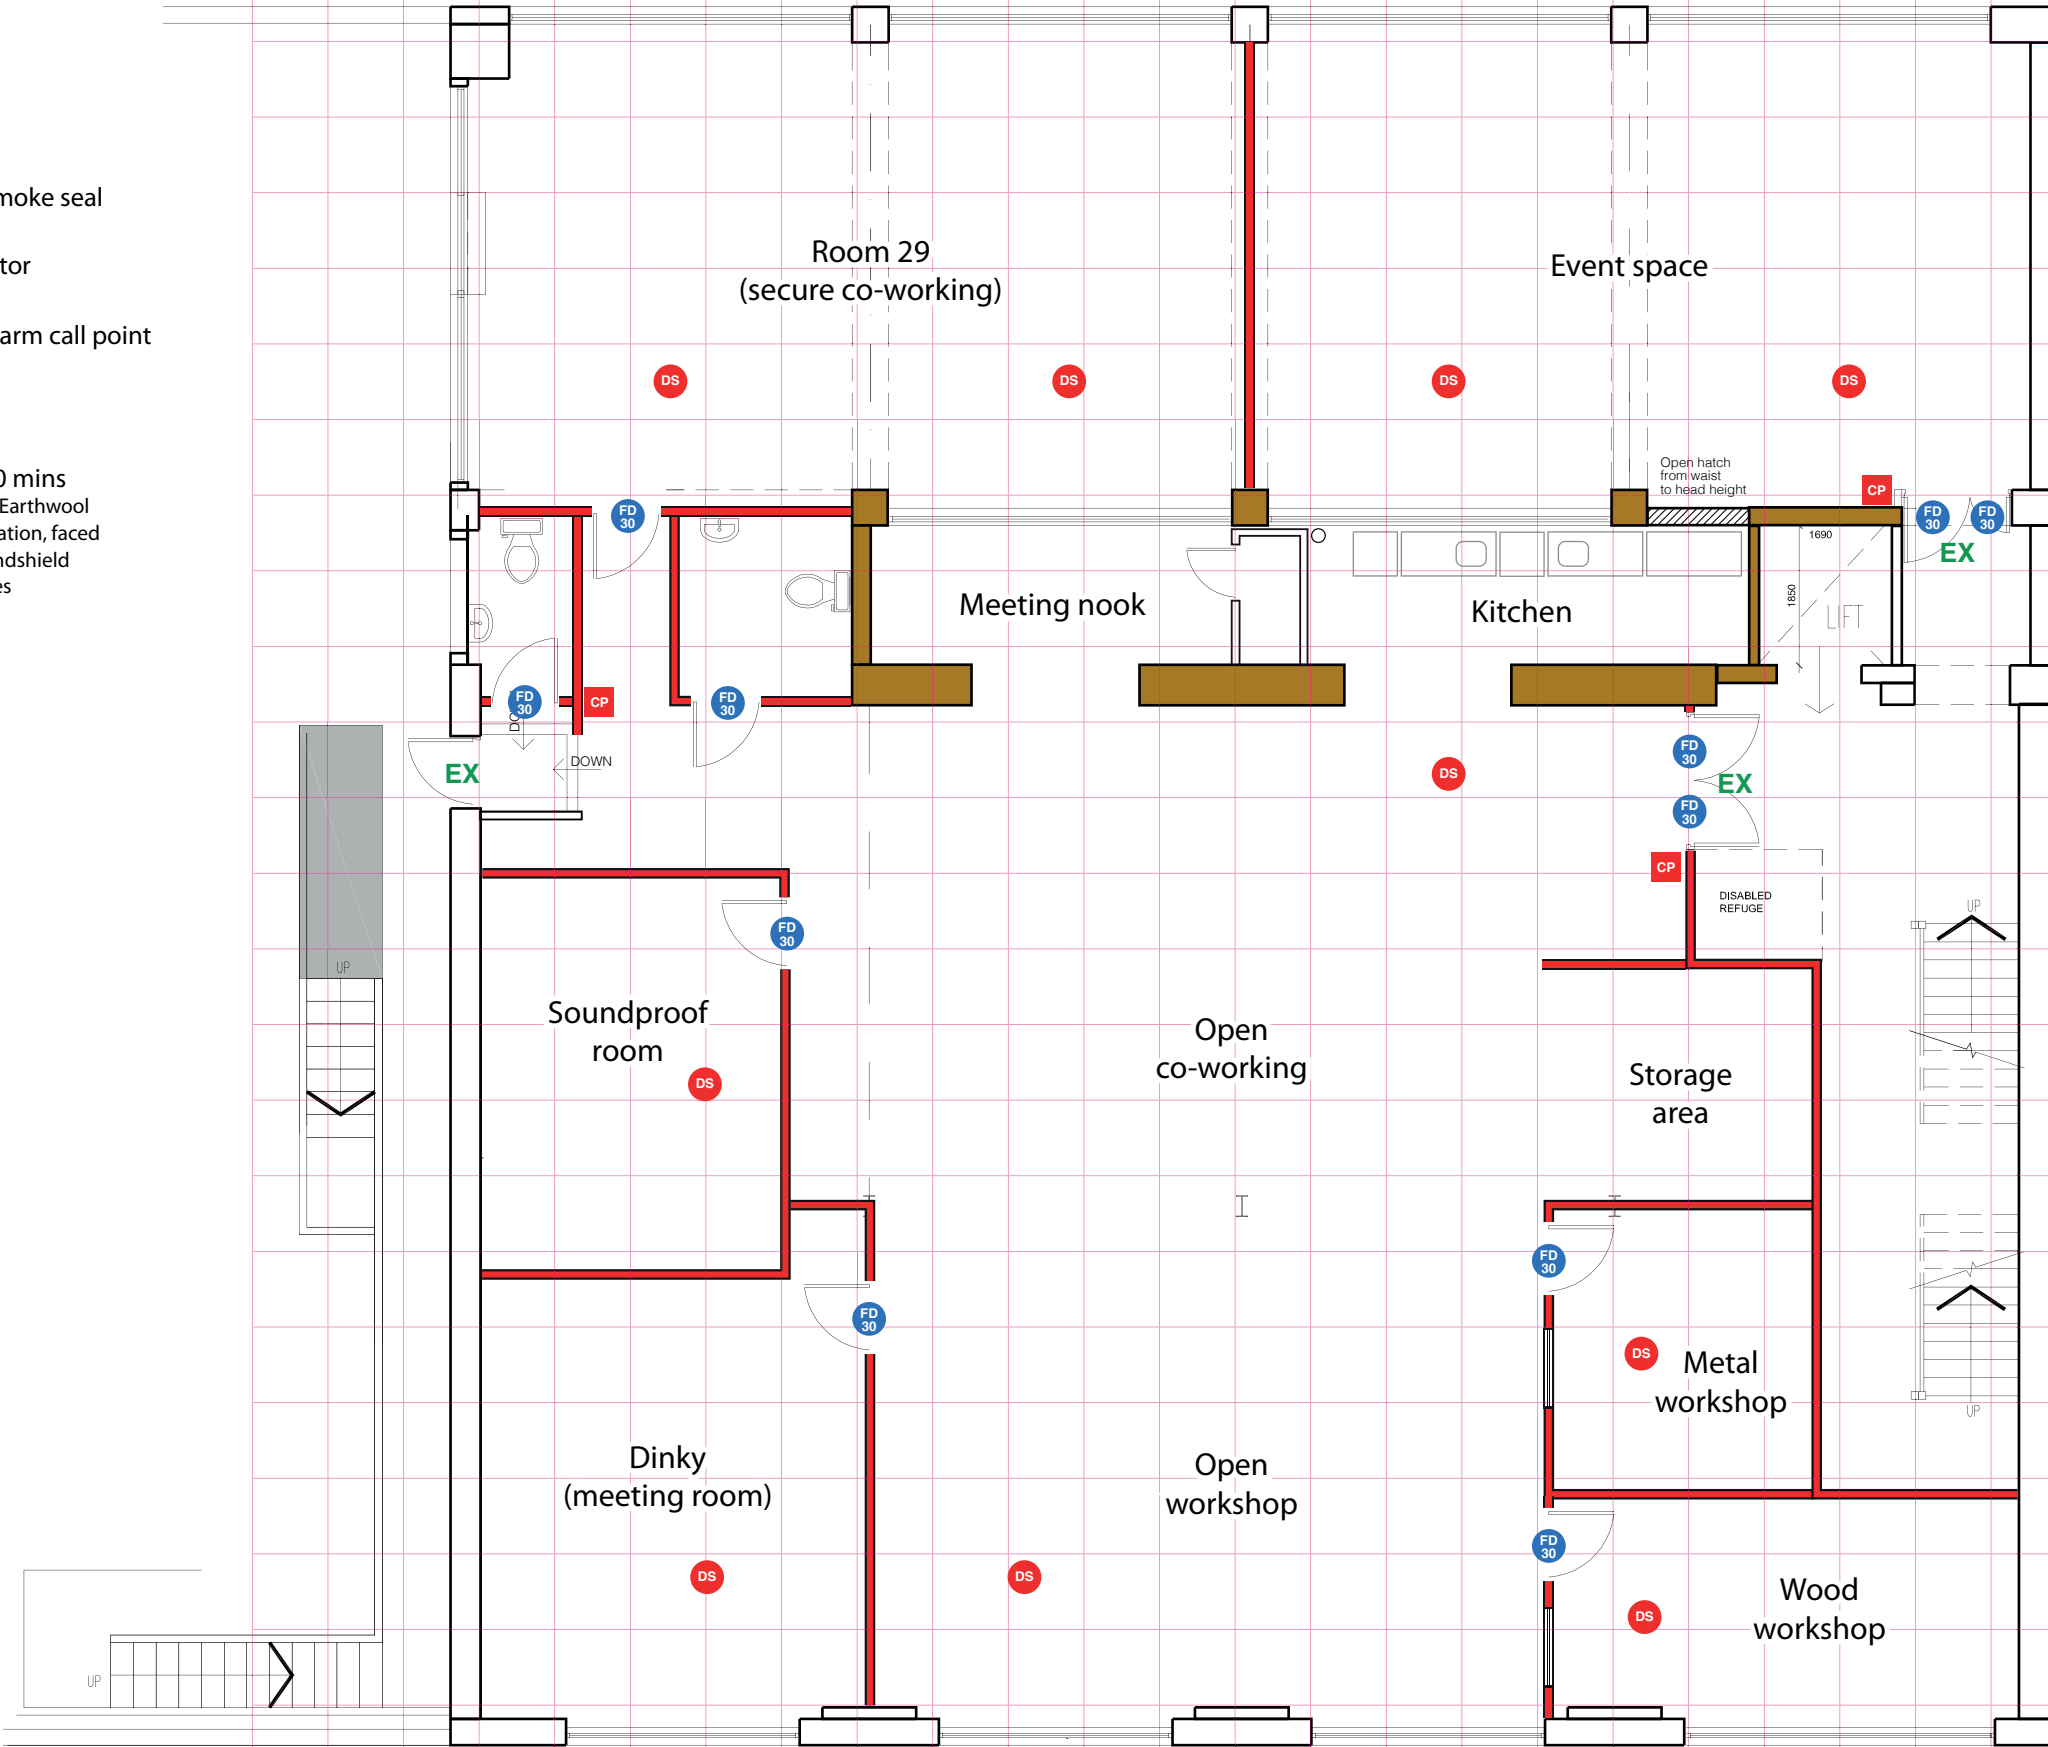 moke seal
tor
arm call point
0 mins
Earthwool
ation, faced
ndshield
es
Room 29
(secure co-working)
Event space
DS
DS
DS
DS
Open hatch
from waist
to head height
CP
FD
30
FD
30
FD
30
EX
1690
1850
LIFT
Meeting nook
Kitchen
FD
30
CP
FD
30
DOWN
EX
DS
FD
30
EX
FD
30
CP
DISABLED
REFUGE
UP
FD
30
UP
Soundproof
room
DS
Open
co-working
Storage
area
FD
30
FD
30
DS
Metal
workshop
UP
Dinky
(meeting room)
Open
workshop
FD
30
DS
DS
DS
Wood
workshop
UP